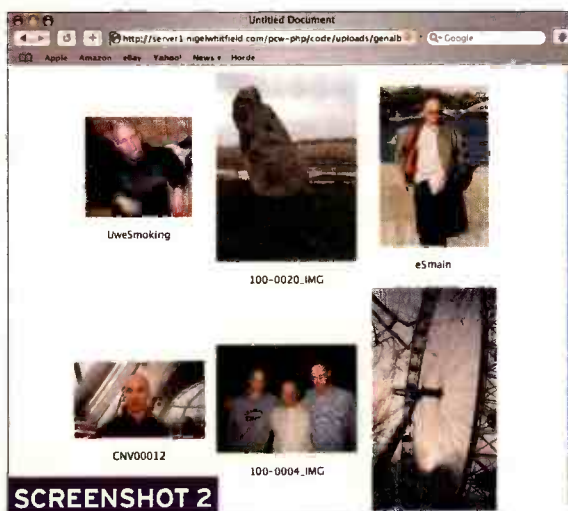 Untitled Document
http://server1.nigelwhitfield.com/pcw-php/code/uploads/genalb
Google
Apple Amazon eBay Yahoo! News Horde
UweSmoking
100-0020_IMG
eSmain
CNV00012
100-0004_IMG
SCREENSHOT 2